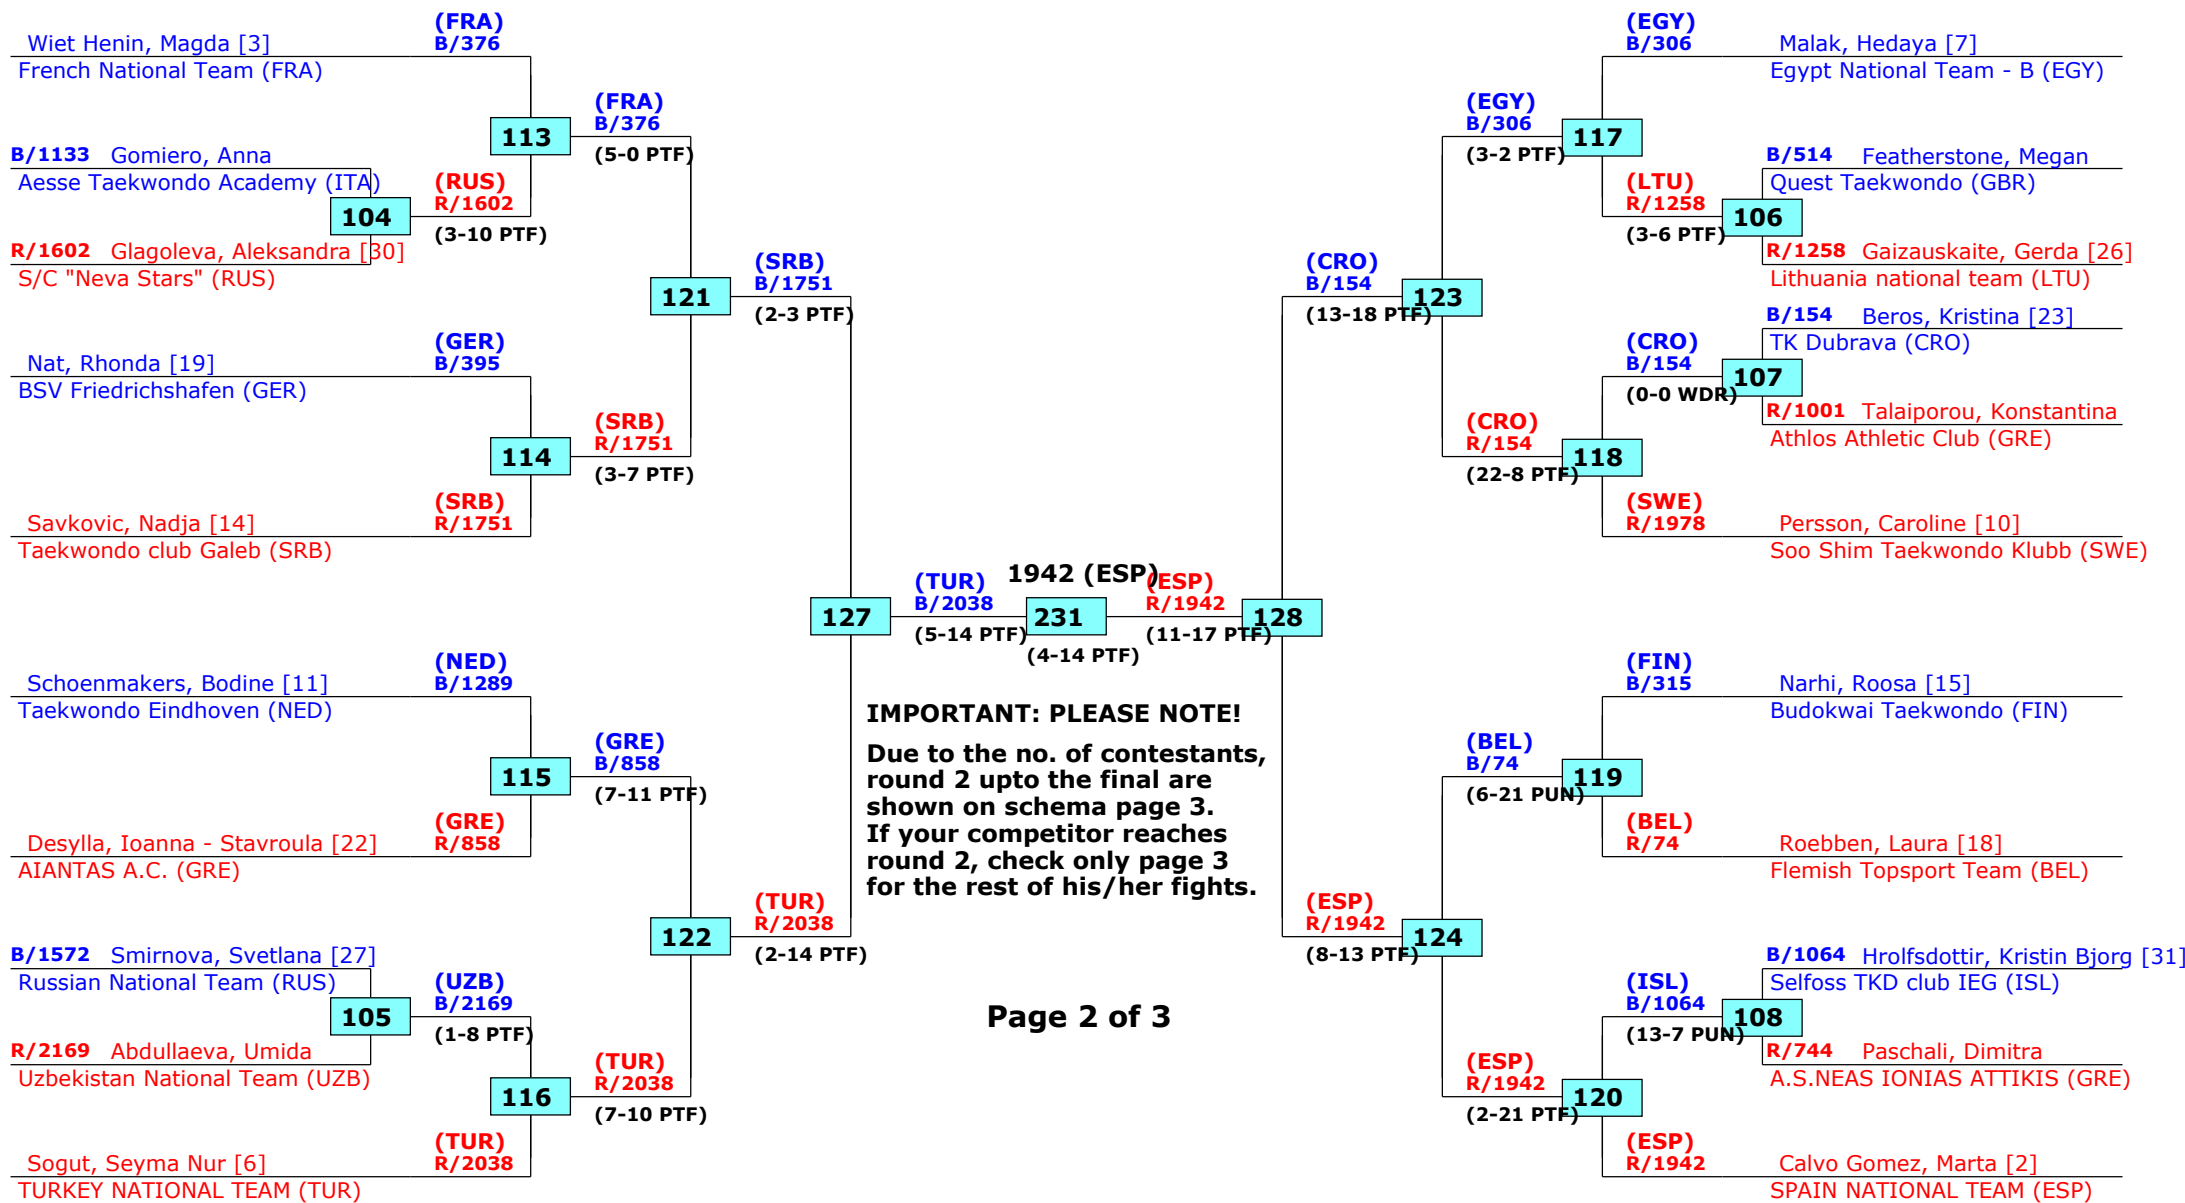 (FRA)
B/376
Wiet Henin, Magda [3]
French National Team (FRA)
(FRA)
B/376
113
(5-0 PTF)
B/1133 Gomiero, Anna
Aesse Taekwondo Academy (ITA)
(RUS)
R/1602
104
(3-10 PTF)
R/1602 Glagoleva, Aleksandra [30]
S/C "Neva Stars" (RUS)
(SRB)
B/1751
121
(2-3 PTF)
(GER)
B/395
Nat, Rhonda [19]
BSV Friedrichshafen (GER)
(SRB)
R/1751
114
(3-7 PTF)
(SRB)
R/1751
Savkovic, Nadja [14]
Taekwondo club Galeb (SRB)
127
(TUR)
B/2038
(5-14 PTF)
1942 (ESP)
231
(4-14 PTF)
(ESP)
R/1942
(11-17 PTF)
128
(NED)
B/1289
Schoenmakers, Bodine [11]
Taekwondo Eindhoven (NED)
(GRE)
B/858
115
(7-11 PTF)
(GRE)
R/858
Desylla, Ioanna - Stavroula [22]
AIANTAS A.C. (GRE)
(TUR)
R/2038
122
(2-14 PTF)
B/1572 Smirnova, Svetlana [27]
Russian National Team (RUS)
(UZB)
B/2169
105
(1-8 PTF)
R/2169 Abdullaeva, Umida
Uzbekistan National Team (UZB)
(TUR)
R/2038
116
(7-10 PTF)
(TUR)
R/2038
Sogut, Seyma Nur [6]
TURKEY NATIONAL TEAM (TUR)
IMPORTANT: PLEASE NOTE!
Due to the no. of contestants,
round 2 upto the final are
shown on schema page 3.
If your competitor reaches
round 2, check only page 3
for the rest of his/her fights.
Page 2 of 3
(EGY)
B/306
Malak, Hedaya [7]
Egypt National Team - B (EGY)
(EGY)
B/306
117
(3-2 PTF)
B/514 Featherstone, Megan
Quest Taekwondo (GBR)
(LTU)
R/1258
106
(3-6 PTF)
R/1258 Gaizauskaite, Gerda [26]
Lithuania national team (LTU)
(CRO)
B/154
123
(13-18 PTF)
B/154 Beros, Kristina [23]
TK Dubrava (CRO)
(CRO)
B/154
107
(0-0 WDR)
R/1001 Talaiporou, Konstantina
Athlos Athletic Club (GRE)
(CRO)
R/154
118
(22-8 PTF)
(SWE)
R/1978
Persson, Caroline [10]
Soo Shim Taekwondo Klubb (SWE)
(FIN)
B/315
Narhi, Roosa [15]
Budokwai Taekwondo (FIN)
(BEL)
B/74
119
(6-21 PUN)
(BEL)
R/74
Roebben, Laura [18]
Flemish Topsport Team (BEL)
(ESP)
R/1942
124
(8-13 PTF)
B/1064 Hrolfsdottir, Kristin Bjorg [31]
Selfoss TKD club IEG (ISL)
(ISL)
B/1064
108
(13-7 PUN)
R/744 Paschali, Dimitra
A.S.NEAS IONIAS ATTIKIS (GRE)
(ESP)
R/1942
120
(2-21 PTF)
(ESP)
R/1942
Calvo Gomez, Marta [2]
SPAIN NATIONAL TEAM (ESP)